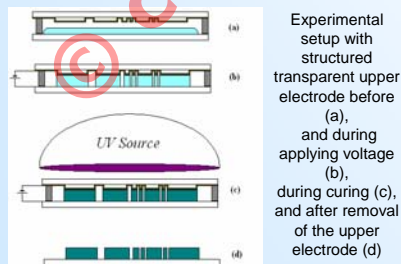 (a)
(b)
UV Source
(c)
(d)
Experimental
setup with
structured
transparent upper
electrode before
(a),
and during
applying voltage
(b),
during curing (c),
and after removal
of the upper
electrode (d)